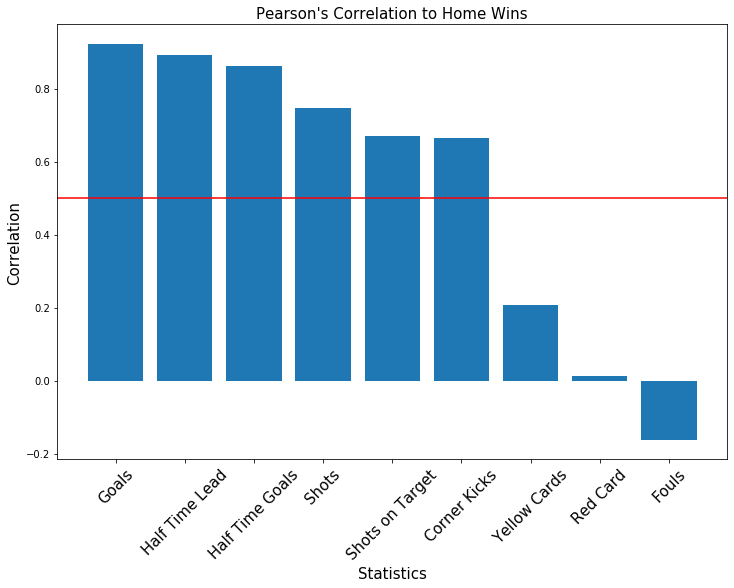 Pearson's Correlation to Home Wins
Correlation
0.8
0.6
0.4
0.2
0.0
−0.2
Goals
Half Time Lead
Half Time Goals
Shots
Shots on Target
Corner Kicks
Yellow Cards
Red Card
Fouls
Statistics